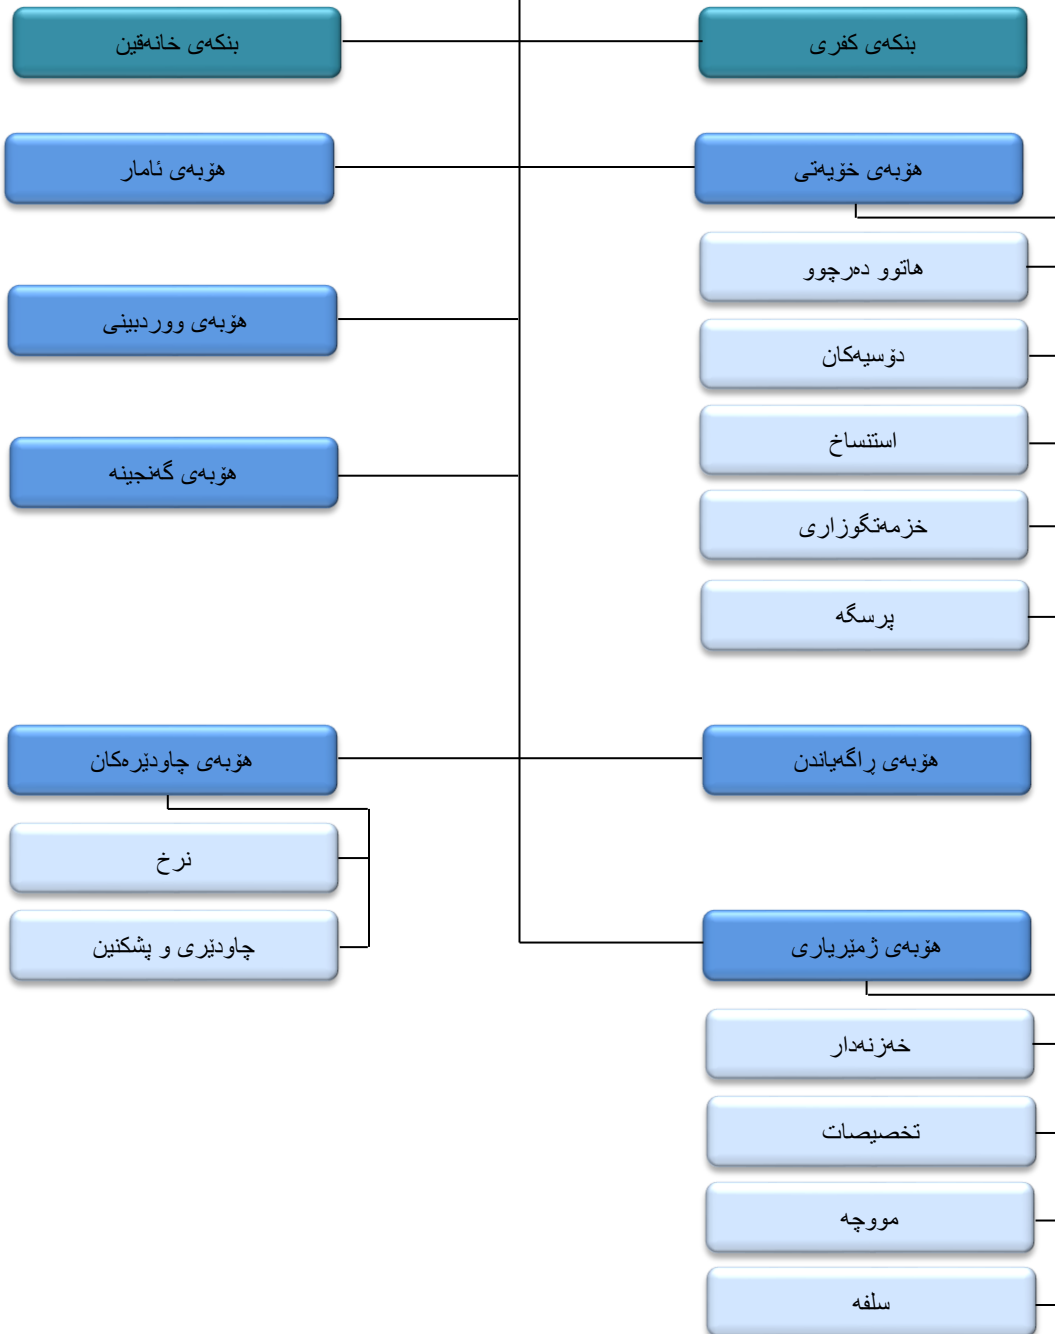 بنکەی کفری
بنکەی خانەقین
هۆبەی خۆیەتی
هۆبەی ئامار
هاتوو دەرچوو
دۆسیەکان
استنساخ
خزمەتگوزاری
پرسگە
هۆبەی ووردبینی
هۆبەی گەنجینە
هۆبەی ڕاگەیاندن
هۆبەی چاودێرەکان
نرخ
چاودێری و پشکنین
هۆبەی ژمێریاری
خەزنەدار
تخصیصات
مووچە
سلفە